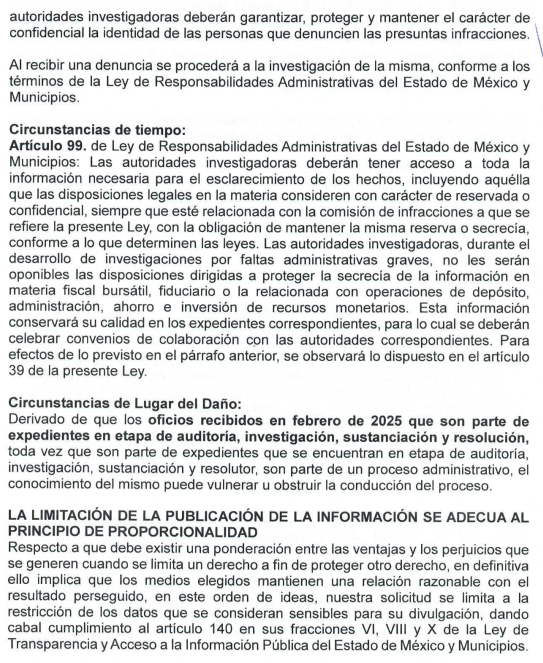 autoridades investigadoras deberán garantizar, proteger y mantener el carácter de
confidencial la identidad de las personas que denuncien las presuntas infracciones.
Al recibir una denuncia se procederá a la investigación de la misma, conforme a los
términos de la Ley de Responsabilidades Administrativas del Estado de México y
Municipios.
Circunstancias de tiempo:
Artículo 99. de Ley de Responsabilidades Administrativas del Estado de México y
Municipios: Las autoridades investigadoras deberán tener acceso a toda la
información necesaria para el esclarecimiento de los hechos, incluyendo aquélla
que las disposiciones legales en la materia consideren con carácter de reservada o
confidencial, siempre que esté relacionada con la comisión de infracciones a que se
refiere la presente Ley, con la obligación de mantener la misma reserva o secrecía,
conforme a lo que determinen las leyes. Las autoridades investigadoras, durante el
desarrollo de investigaciones por faltas administrativas graves, no les serán
oponibles las disposiciones dirigidas a proteger la secrecía de la información en
materia fiscal bursátil, fiduciario o la relacionada con operaciones de depósito,
administración, ahorro e inversión de recursos monetarios. Esta información
conservará su calidad en los expedientes correspondientes, para lo cual se deberán
celebrar convenios de colaboración con las autoridades correspondientes. Para
efectos de lo previsto en el párrafo anterior, se observará lo dispuesto en el artículo
39 de la presente Ley.
Circunstancias de Lugar del Daño:
Derivado de que los oficios recibidos en febrero de 2025 que son parte de
expedientes en etapa de auditoría, investigación, sustanciación y resolución,
toda vez que son parte de expedientes que se encuentran en etapa de auditoría,
investigación, sustanciación y resolutor, son parte de un proceso administrativo, el
conocimiento del mismo puede vulnerar u obstruir la conducción del proceso.
LA LIMITACIÓN DE LA PUBLICACIÓN DE LA INFORMACIÓN SE ADECUA AL
PRINCIPIO DE PROPORCIONALIDAD
Respecto a que debe existir una ponderación entre las ventajas y los perjuicios que
se generen cuando se limita un derecho a fin de proteger otro derecho, en definitiva
ello implica que los medios elegidos mantienen una relación razonable con el
resultado perseguido, en este orden de ideas, nuestra solicitud se limita a la
restricción de los datos que se consideran sensibles para su divulgación, dando
cabal cumplimiento al artículo 140 en sus fracciones VI, VIII y X de la Ley de
Transparencia y Acceso a la Información Pública del Estado de México y Municipios.